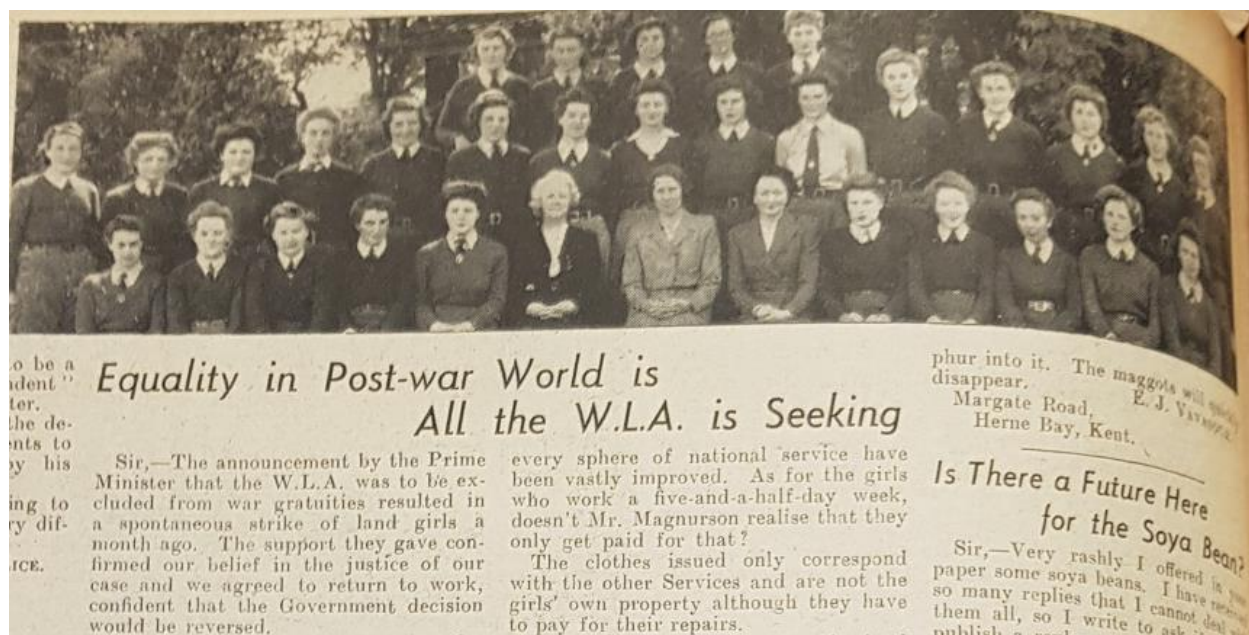 .o be a
ident"
ter.
the de-
ents to
by his
ing to
ry dif-
ICE.
Equality in Post-war World is
All the W.L.A. is Seeking
Sir,—The announcement by the Prime
Minister that the W.L.A. was to be ex-
cluded from war gratuities resulted in
a spontaneous strike of land girls a
month ago. The support they gave con-
firmed our belief in the justice of our
case and we agreed to return to work,
confident that the Government decision
would be reversed.
every sphere of national service have
been vastly improved. As for the girls
who work a five-and-a-half-day week,
doesn't Mr. Magnurson realise that they
only get paid for that?
The clothes issued only correspond
with the other Services and are not the
girls' own property although they have
to pay for their repairs.
phur into it. The maggots will
disappear.
E. J.
Margate Road,
Herne Bay, Kent.
Is There a Future Here
for the Soya Bean?
Sir,—Very rashly I offered in
paper some soya beans. I have
so many replies that I cannot deal
them all, so I write to
publish a